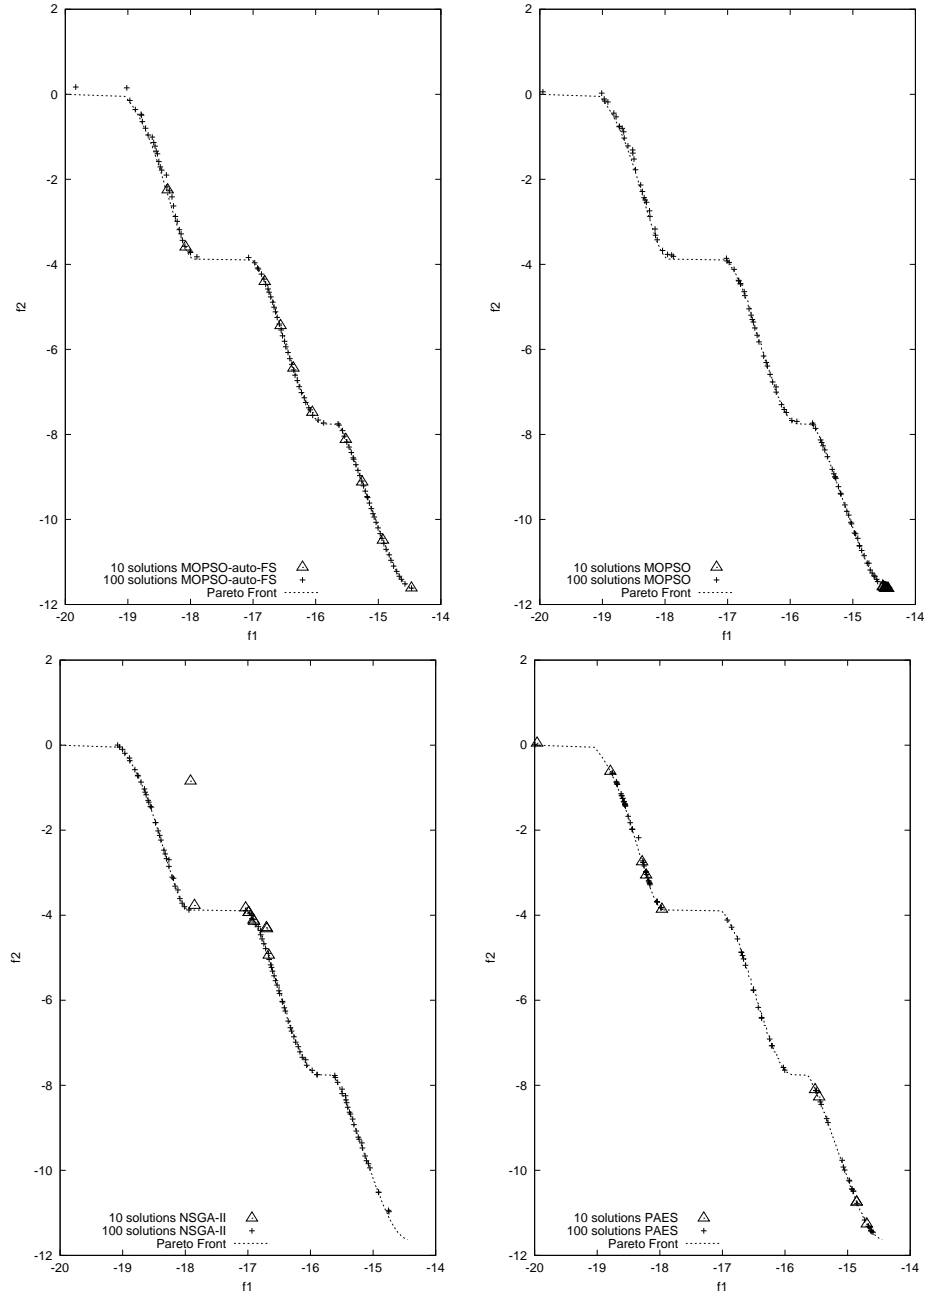 2
0
-2
-4
-6
-8
-10
-12
-20 -19 -18 -17 -16 -15 -14
f2
f1
10 solutions MOPSO-auto-FS
100 solutions MOPSO-auto-FS
Pareto Front
2
0
-2
-4
-6
-8
-10
-12
-20 -19 -18 -17 -16 -15 -14
f2
f1
10 solutions MOPSO
100 solutions MOPSO
Pareto Front
2
0
-2
-4
-6
-8
-10
-12
-20 -19 -18 -17 -16 -15 -14
f2
f1
10 solutions NSGA-II
100 solutions NSGA-II
Pareto Front
2
0
-2
-4
-6
-8
-10
-12
-20 -19 -18 -17 -16 -15 -14
f2
f1
10 solutions PAES
100 solutions PAES
Pareto Front